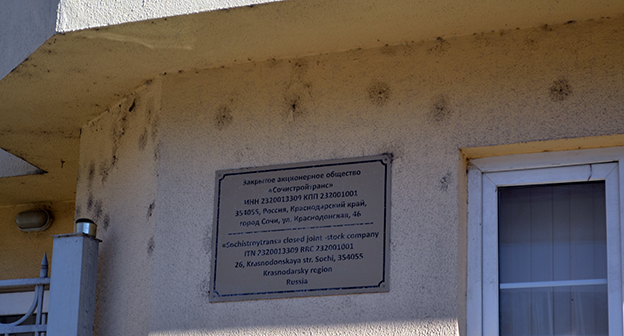 Закрытое акционерное общество
«Сочистройтранс»
ИНН 2320013309 КПП 232001001
354055, Россия, Краснодарский край,
город Сочи, ул. Краснодонская, 46
«Sochistroytrans» closed joint -stock company
ITN 2320013309 RRC 232001001
26, Krasnodonskaya str. Sochi, 354055
Krasnodarsky region
Russia